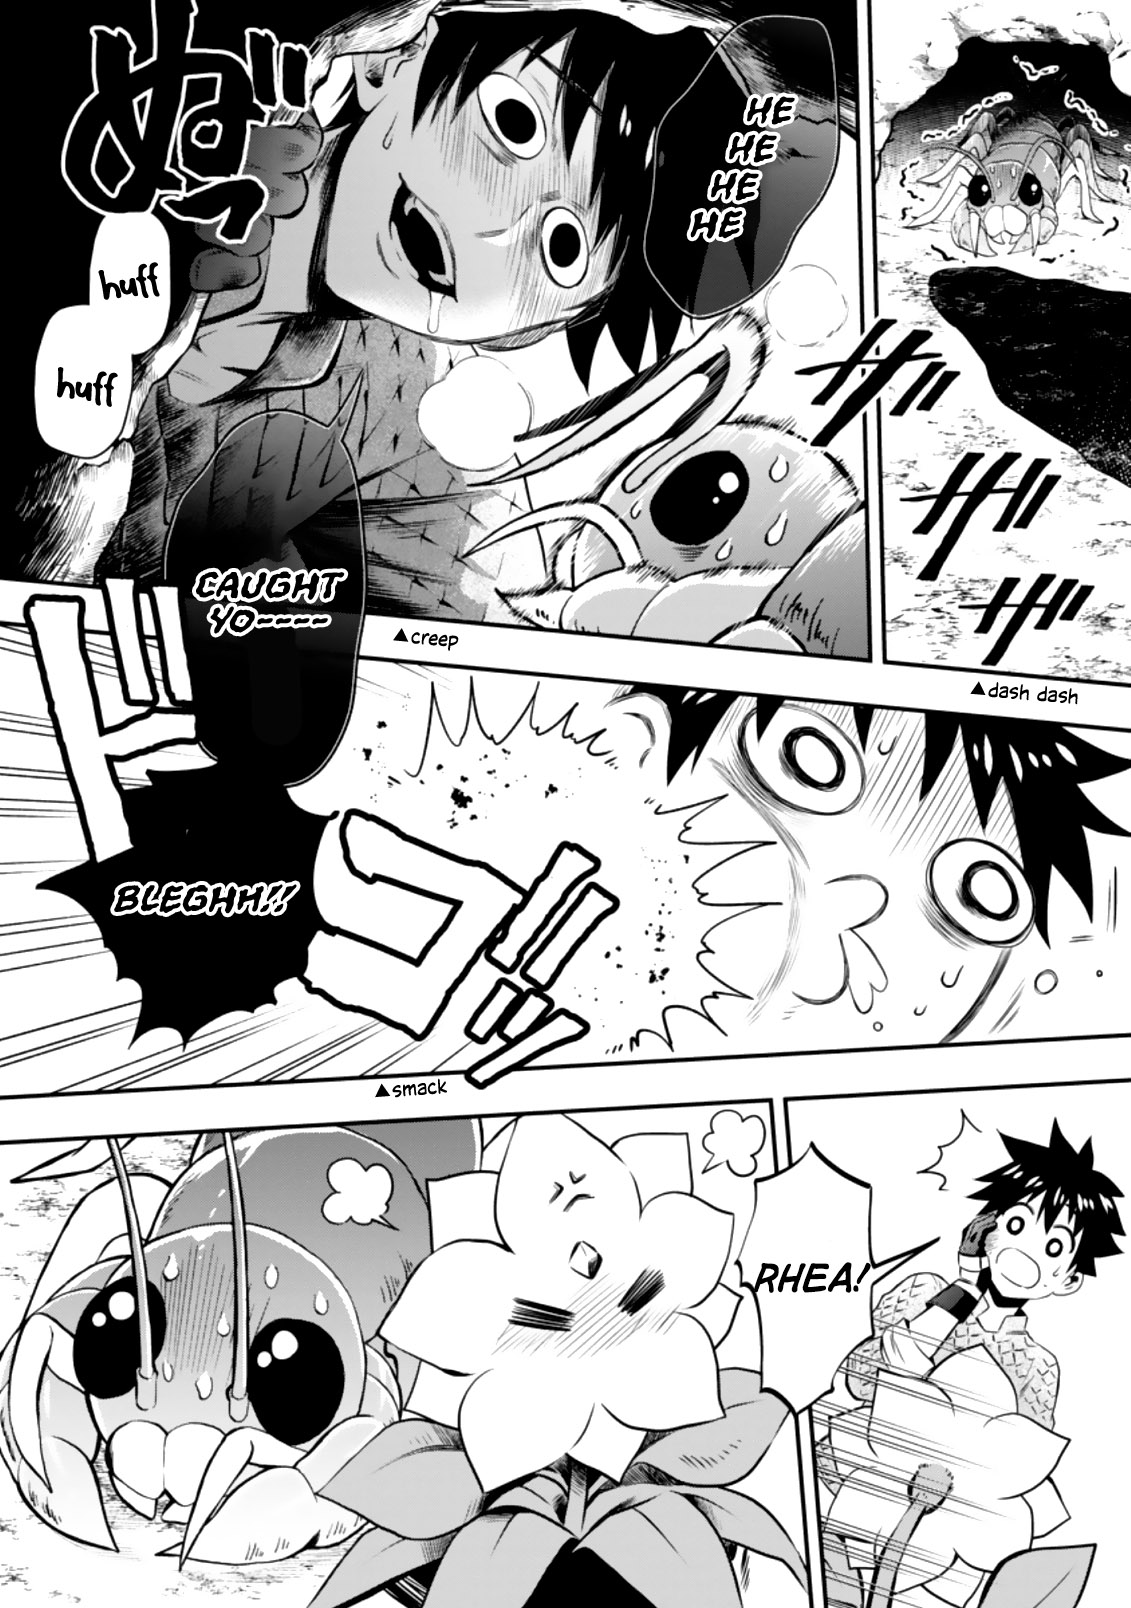 ザザザ
▲dash dash
HE
HE
HE
HE
ぬ゛っ
huff
huff
▲creep
CAUGHT
YO-----
BLEGHH!!
ドゴッ
▲smack
RHEA!